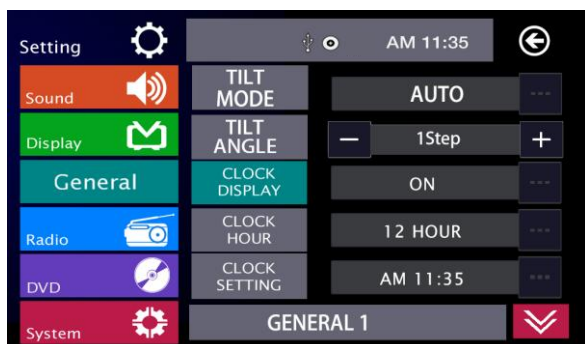 Setting
AM 11:35
Sound
TILT
MODE
AUTO
Display
TILT
ANGLE
1Step
General
CLOCK
DISPLAY
ON
Radio
CLOCK
HOUR
12 HOUR
DVD
CLOCK
SETTING
AM 11:35
System
GENERAL 1